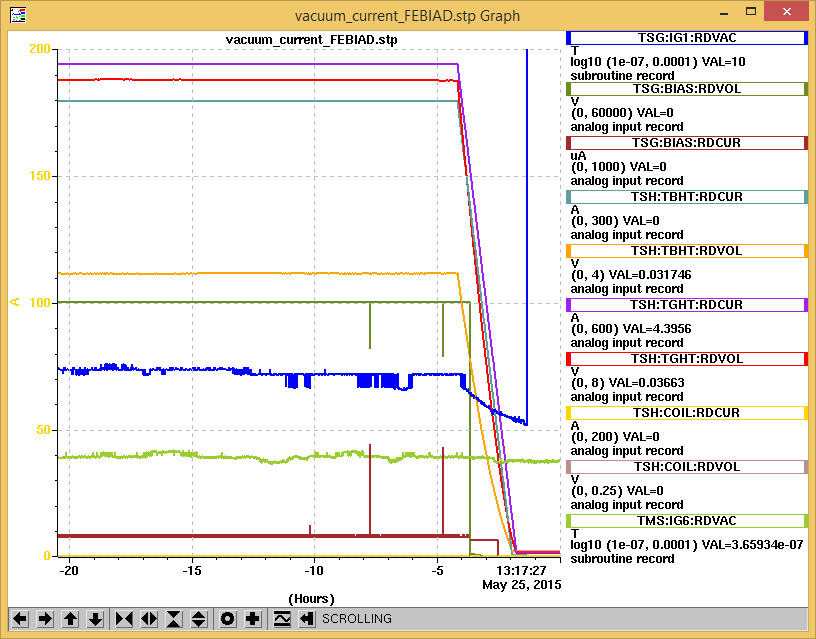 vacuum_current_FEBIAD.stp Graph
vacuum_current_FEBIAD.stp
200
150
100
50
0
A
-20
-15
-10
-5
13:17:27
May 25, 2015
(Hours)
TSG:IG1:RDVAC
T
log10 (1e-07, 0.0001) VAL=10
subroutine record
TSG:BIAS:RDVOL
V
(0, 60000) VAL=0
analog input record
TSG:BIAS:RDCUR
uA
(0, 1000) VAL=0
analog input record
TSH:TBHT:RDCUR
A
(0, 300) VAL=0
analog input record
TSH:TBHT:RDVOL
V
(0, 4) VAL=0.031746
analog input record
TSH:TGHT:RDCUR
A
(0, 600) VAL=4.3956
analog input record
TSH:TGHT:RDVOL
V
(0, 8) VAL=0.03663
analog input record
TSH:COIL:RDCUR
A
(0, 200) VAL=0
analog input record
TSH:COIL:RDVOL
V
(0, 0.25) VAL=0
analog input record
TMS:IG6:RDVAC
T
log10 (1e-07, 0.0001) VAL=3.65934e-07
subroutine record
SCROLLING